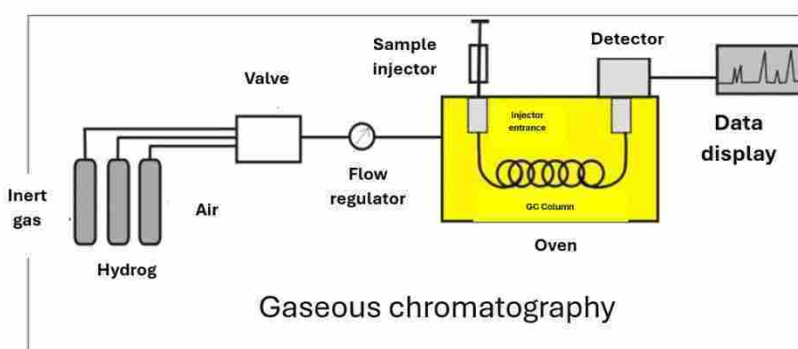 Sample
injector
Detector
Valve
Injector
entrance
Data
display
Flow
regulator
Inert
gas
Air
GC Column
Oven
Hydrog
Gaseous chromatography